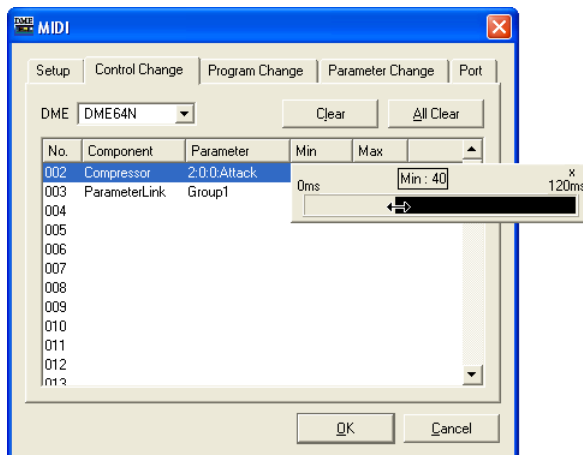 DME MIDI
Setup Control Change Program Change Parameter Change Port
DME DME64N Clear All Clear
No. Component Parameter Min Max
002 Compressor 2:0:0:Attack
Min : 40 x
0ms 120ms
003 ParameterLink Group1
004
005
006
007
008
009
010
011
012
013
OK Cancel